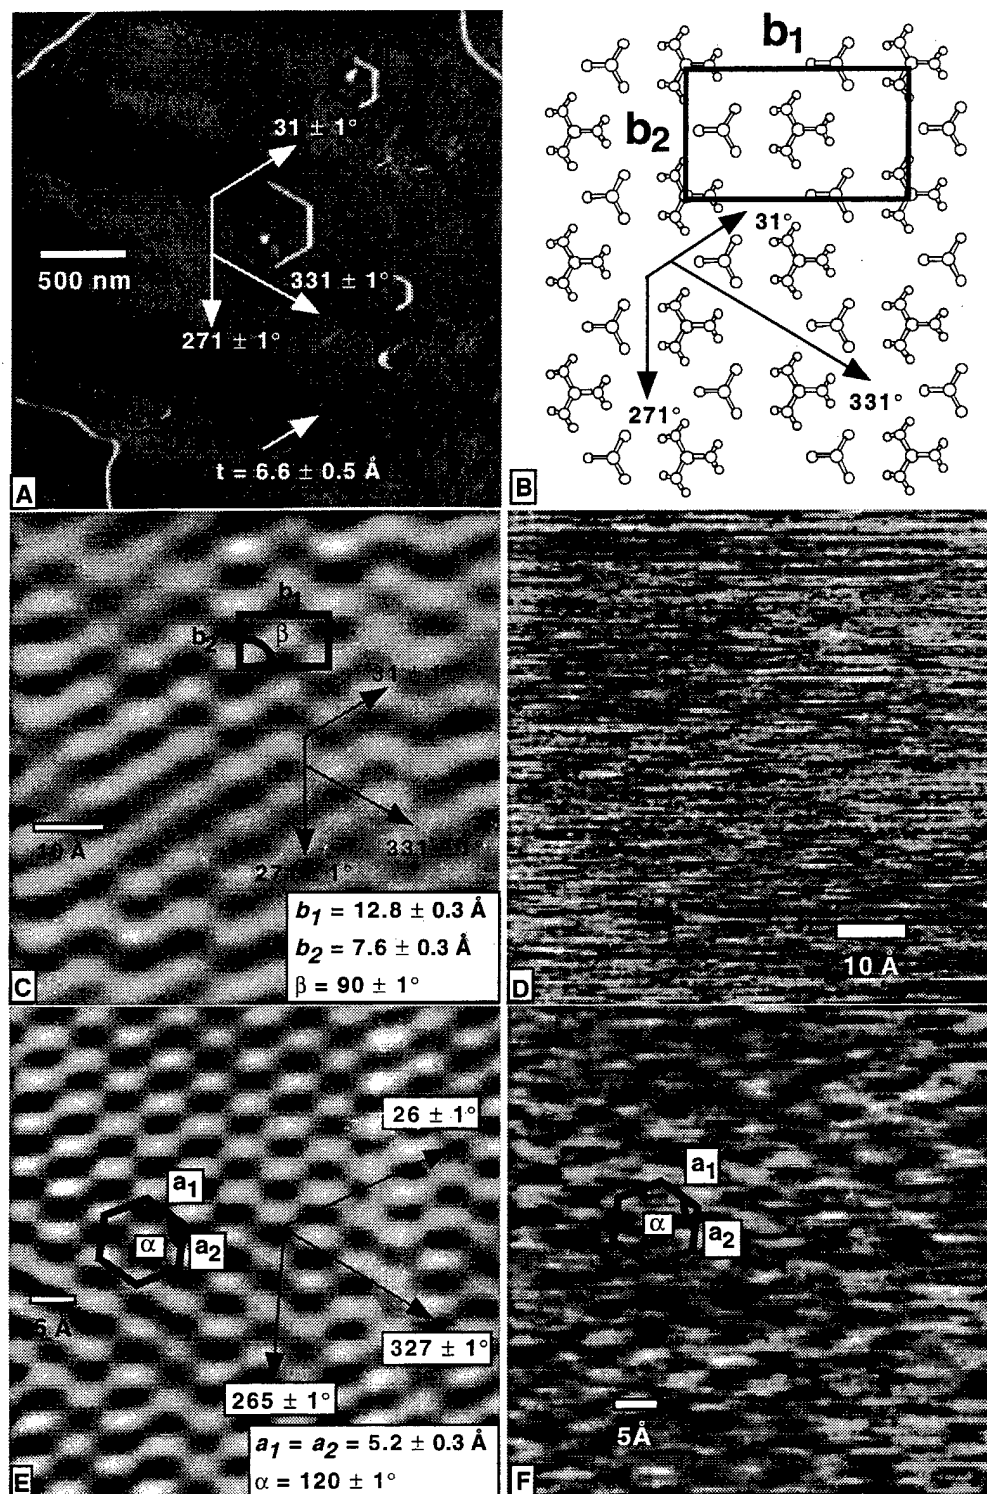 31 ± 1°
500 nm
331 ± 1°
271 ± 1°
t = 6.6 ± 0.5 Å
A
b1
b2
31°
271°
331°
B
b1
b2
β
10 Å
b1 = 12.8 ± 0.3 Å
b2 = 7.6 ± 0.3 Å
β = 90 ± 1°
C
10 Å
D
26 ± 1°
a1
α
a2
5 Å
327 ± 1°
265 ± 1°
a1 = a2 = 5.2 ± 0.3 Å
α = 120 ± 1°
E
a1
α
a2
5Å
F